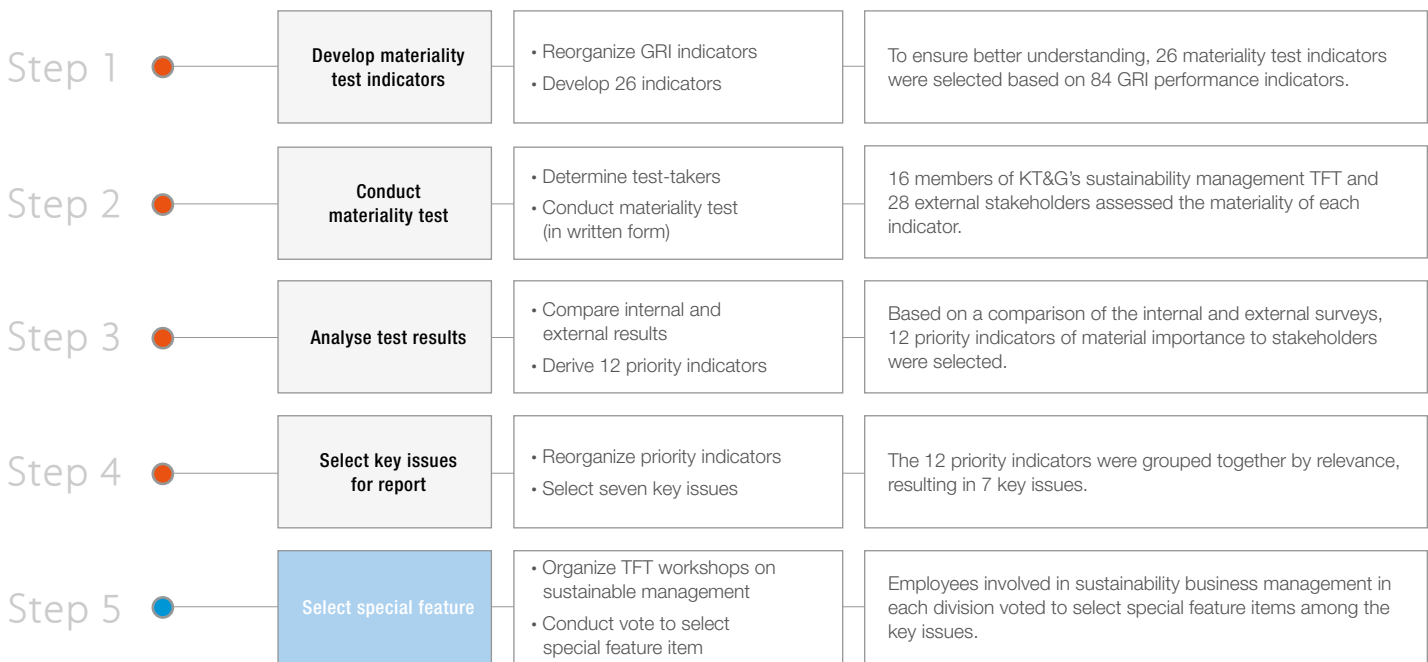 Step 1
Develop materiality
test indicators
• Reorganize GRI indicators
• Develop 26 indicators
To ensure better understanding, 26 materiality test indicators
were selected based on 84 GRI performance indicators.
Step 2
Conduct
materiality test
• Determine test-takers
• Conduct materiality test
(in written form)
16 members of KT&G's sustainability management TFT and
28 external stakeholders assessed the materiality of each
indicator.
Step 3
Analyse test results
• Compare internal and
external results
• Derive 12 priority indicators
Based on a comparison of the internal and external surveys,
12 priority indicators of material importance to stakeholders
were selected.
Step 4
Select key issues
for report
• Reorganize priority indicators
• Select seven key issues
The 12 priority indicators were grouped together by relevance,
resulting in 7 key issues.
Step 5
Select special feature
• Organize TFT workshops on
sustainable management
• Conduct vote to select
special feature item
Employees involved in sustainability business management in
each division voted to select special feature items among the
key issues.